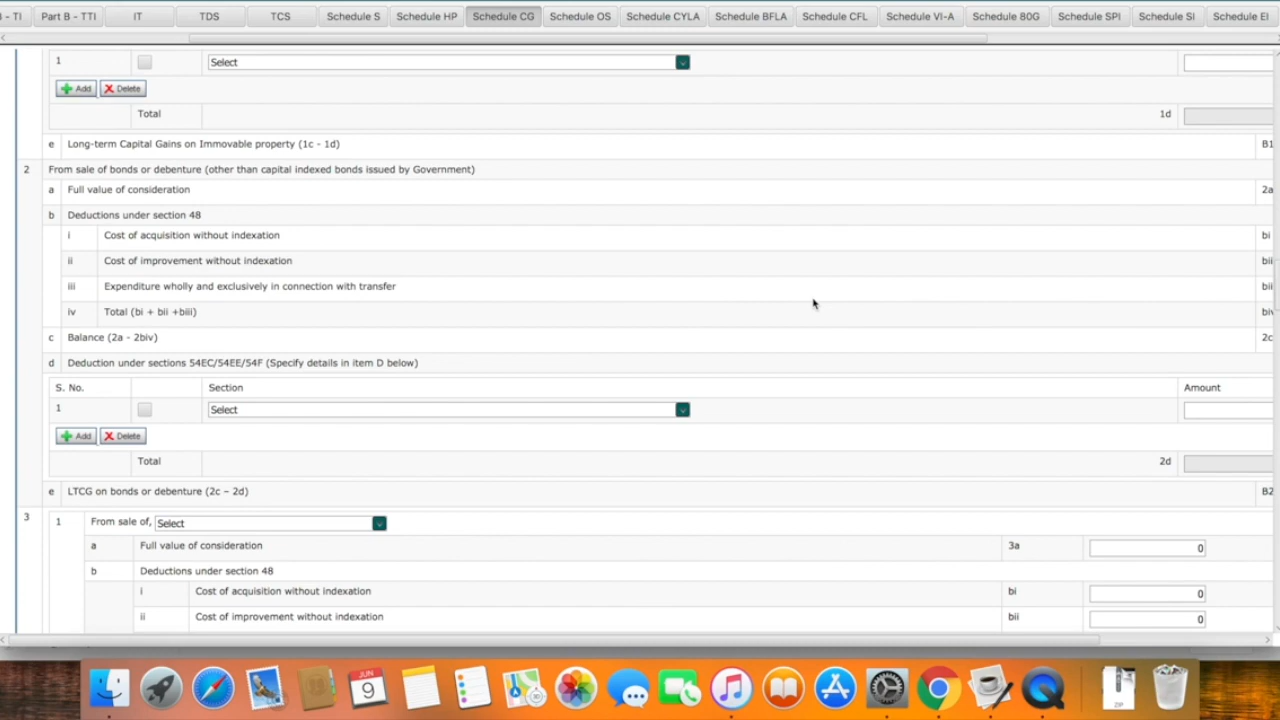 I - TI Part B - TTI IT TDS TCS Schedule S Schedule HP Schedule CG Schedule OS Schedule CYLA Schedule BFLA Schedule CFL Schedule VI-A Schedule 80G Schedule SPI Schedule SI Schedule EI
1 Select
Add Delete
Total 1d
e Long-term Capital Gains on Immovable property (1c - 1d) B1
2 From sale of bonds or debenture (other than capital indexed bonds issued by Government)
a Full value of consideration 2a
b Deductions under section 48
i Cost of acquisition without indexation bi
ii Cost of improvement without indexation bii
iii Expenditure wholly and exclusively in connection with transfer bii
iv Total (bi + bii +biii) biv
c Balance (2a - 2biv) 2c
d Deduction under sections 54EC/54EE/54F (Specify details in item D below)
S. No. Section Amount
1 Select
Add Delete
Total 2d
e LTCG on bonds or debenture (2c – 2d) B2
3 1 From sale of, Select
a Full value of consideration 3a 0
b Deductions under section 48
i Cost of acquisition without indexation bi 0
ii Cost of improvement without indexation bii 0
JUN
9
ZIP